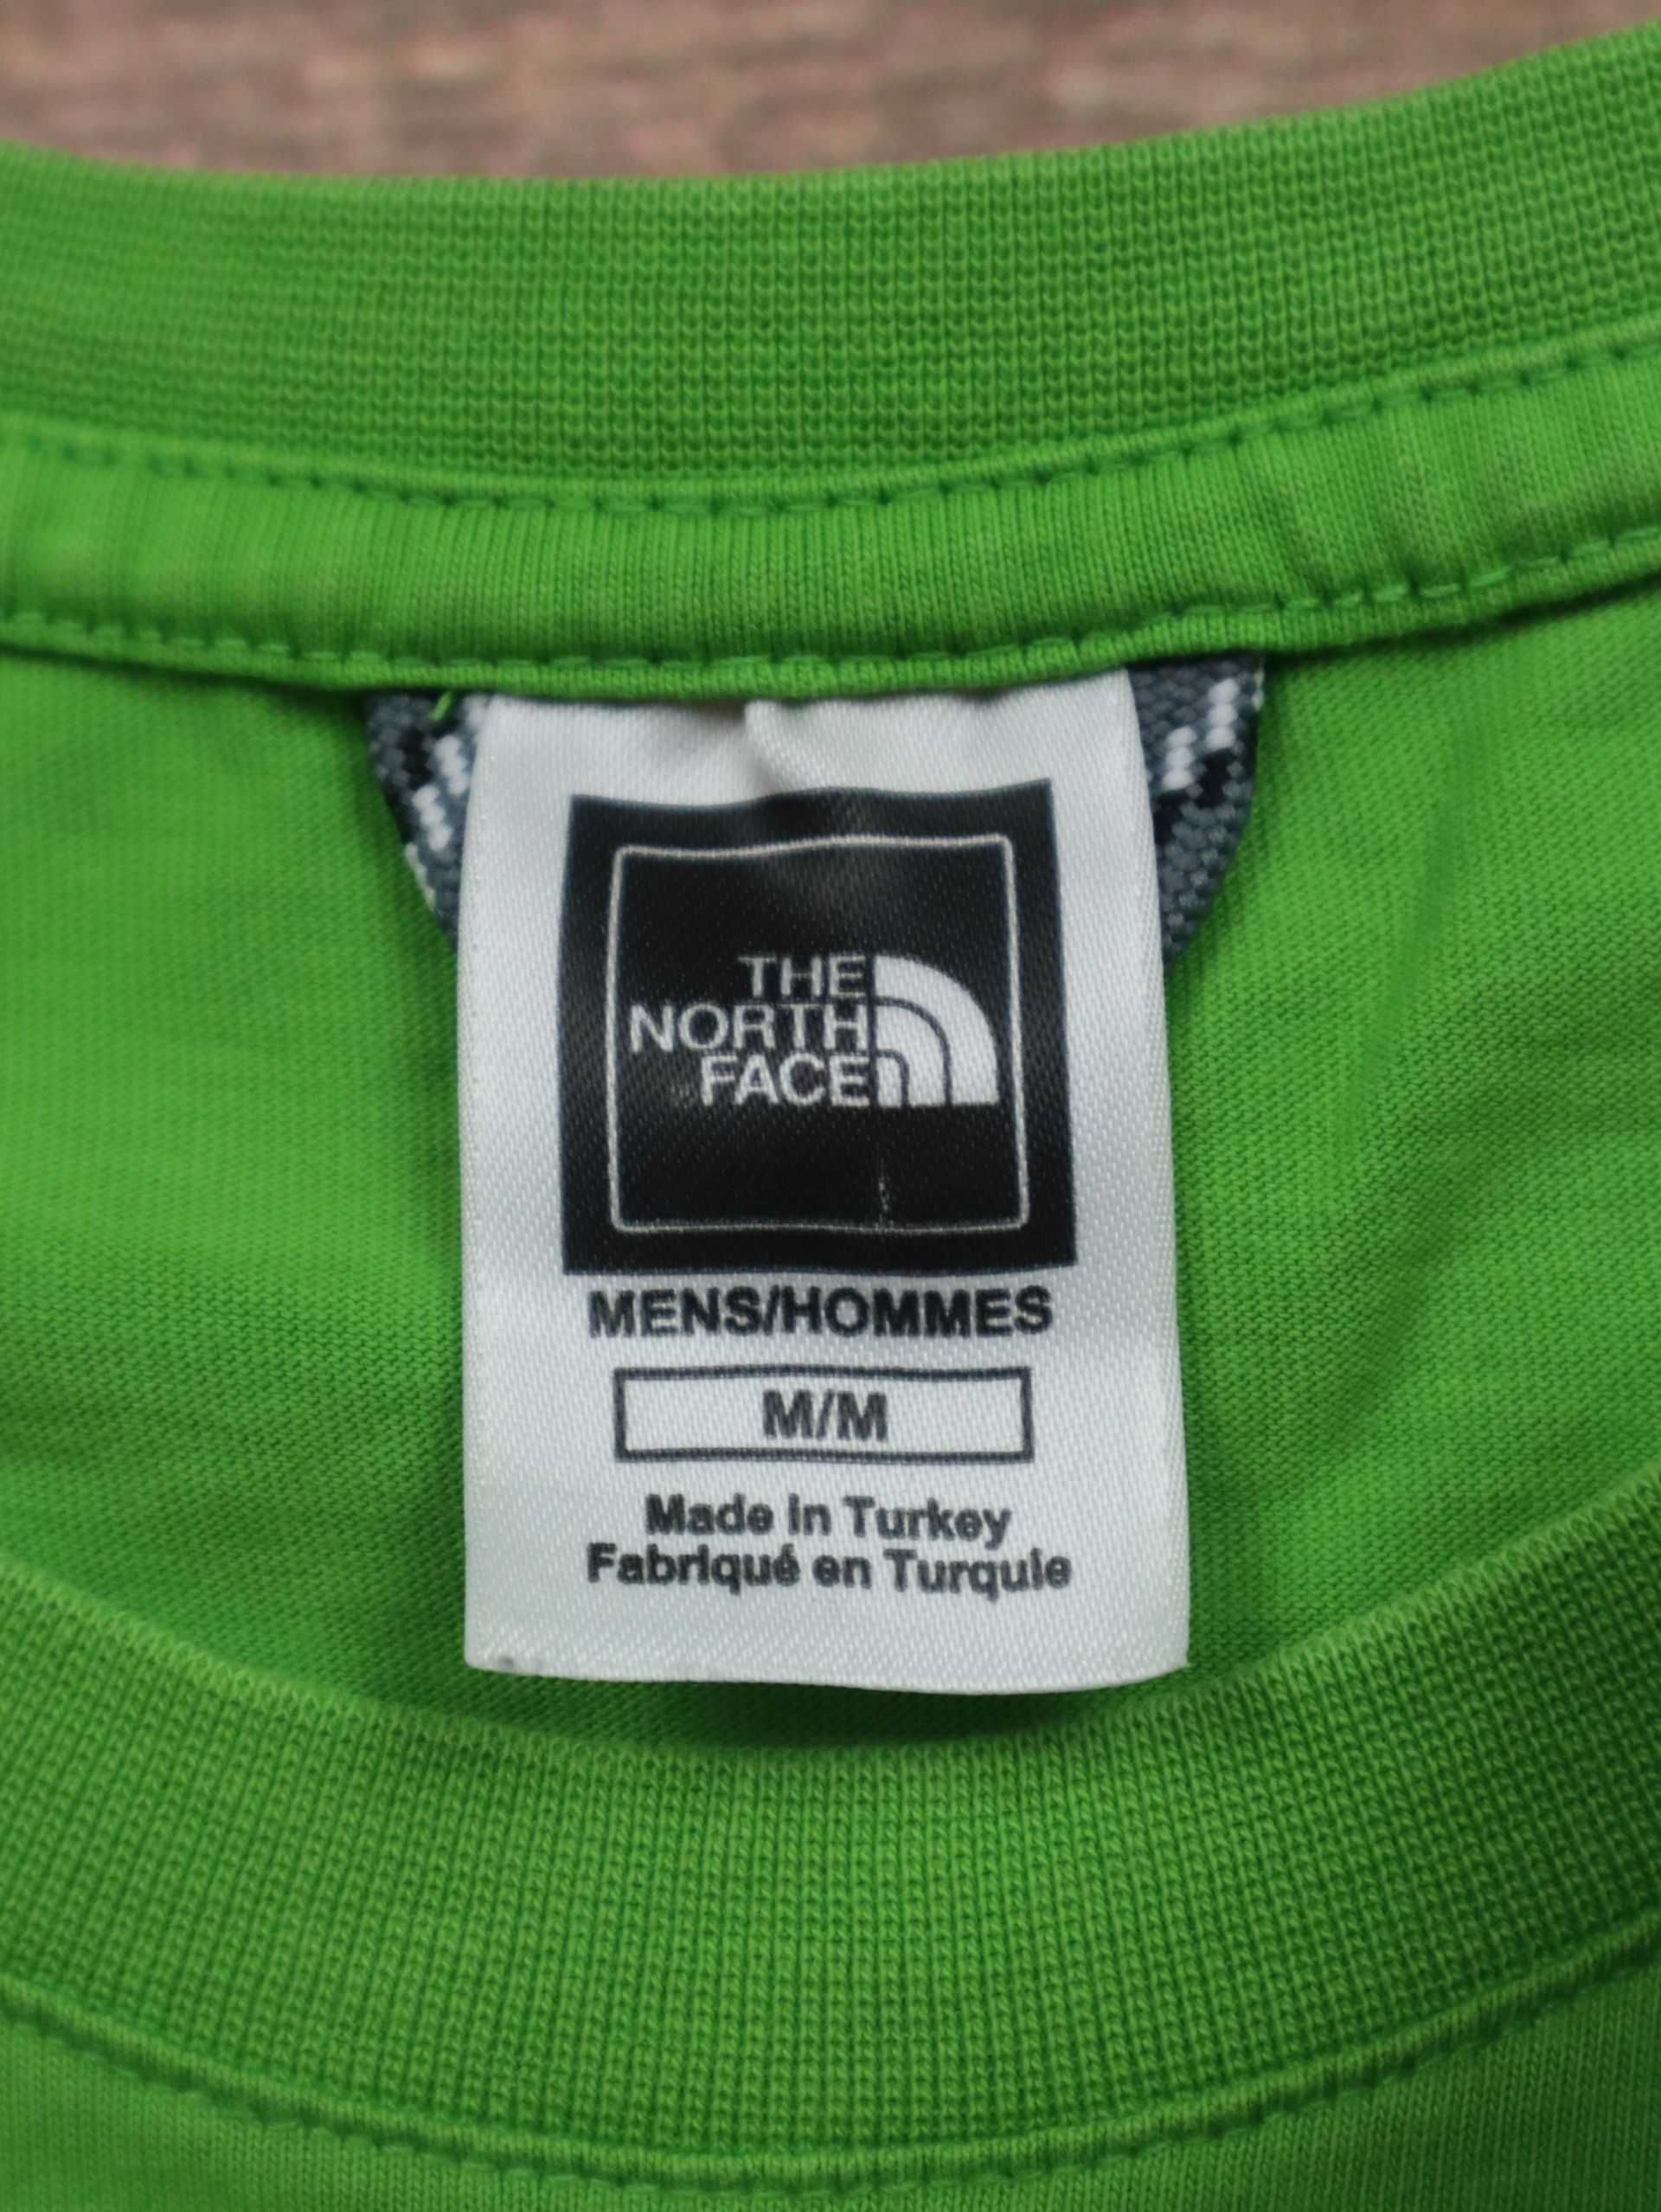 THE
NORTH
FACE
MENS/HOMMES
M/M
Made in Turkey
Fabriqué en Turquie